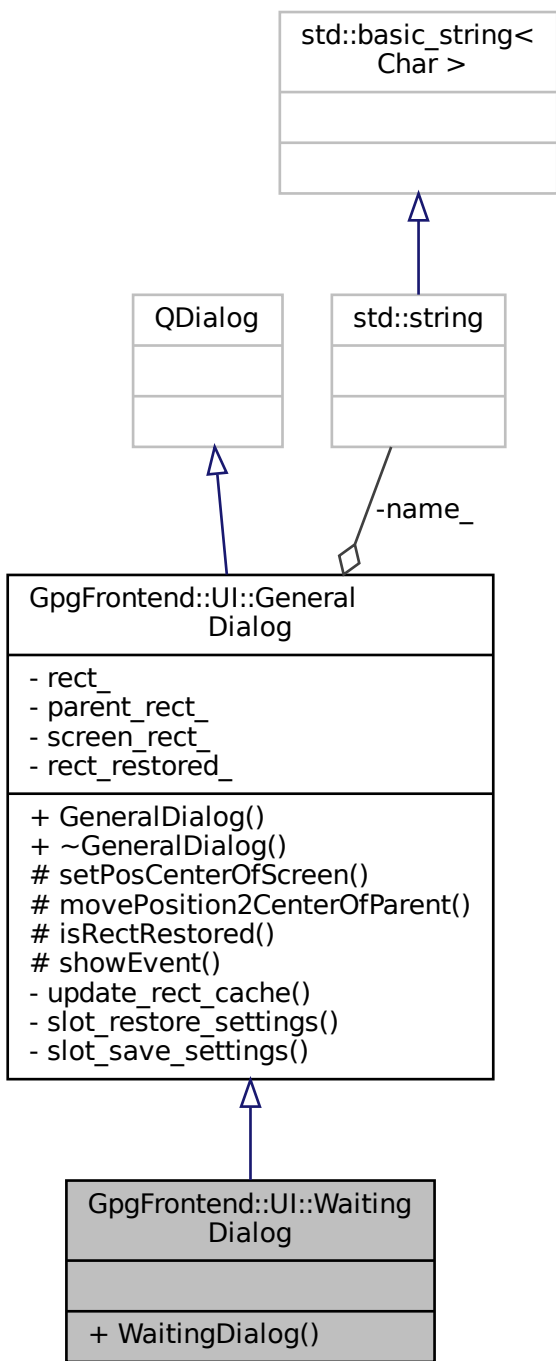 std::basic_string<
Char >
QDialog
std::string
-name_
GpgFrontend::UI::General
Dialog
- rect_
- parent_rect_
- screen_rect_
- rect_restored_
+ GeneralDialog()
+ ~GeneralDialog()
# setPosCenterOfScreen()
# movePosition2CenterOfParent()
# isRectRestored()
# showEvent()
- update_rect_cache()
- slot_restore_settings()
- slot_save_settings()
GpgFrontend::UI::Waiting
Dialog
+ WaitingDialog()